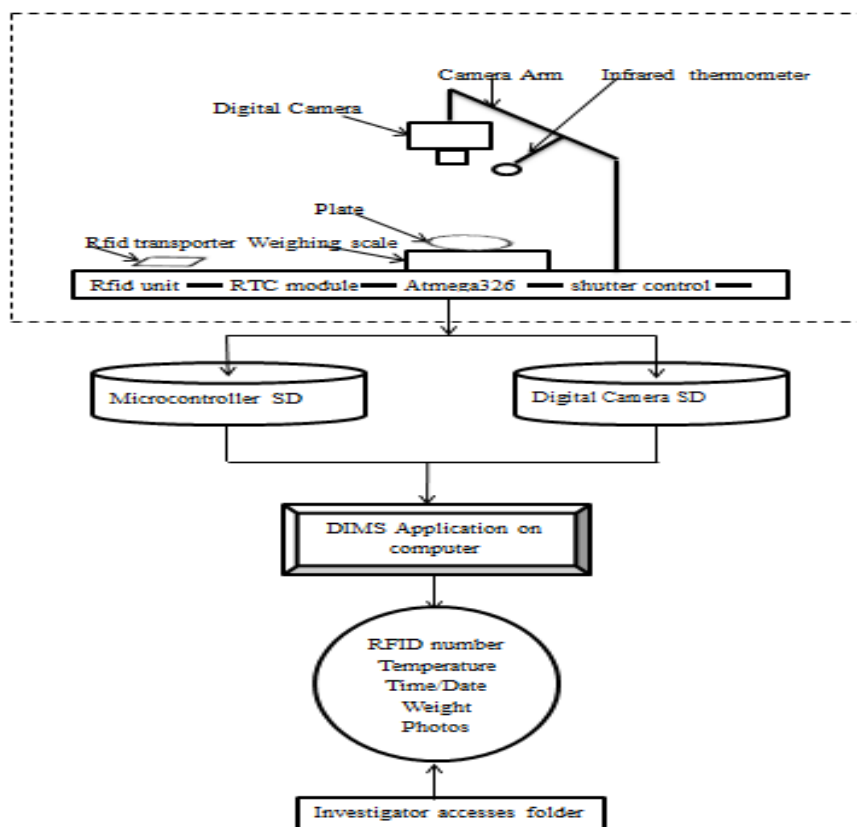 Camera Arm
Infrared thermometer
Digital Camera
Plate
Rfid transporter
Weighing scale
Rfid unit
RTC module
Atmega326
shutter control
Microcontroller SD
Digital Camera SD
DIMS Application on
computer
RFID number
Temperature
Time/Date
Weight
Photos
Investigator accesses folder